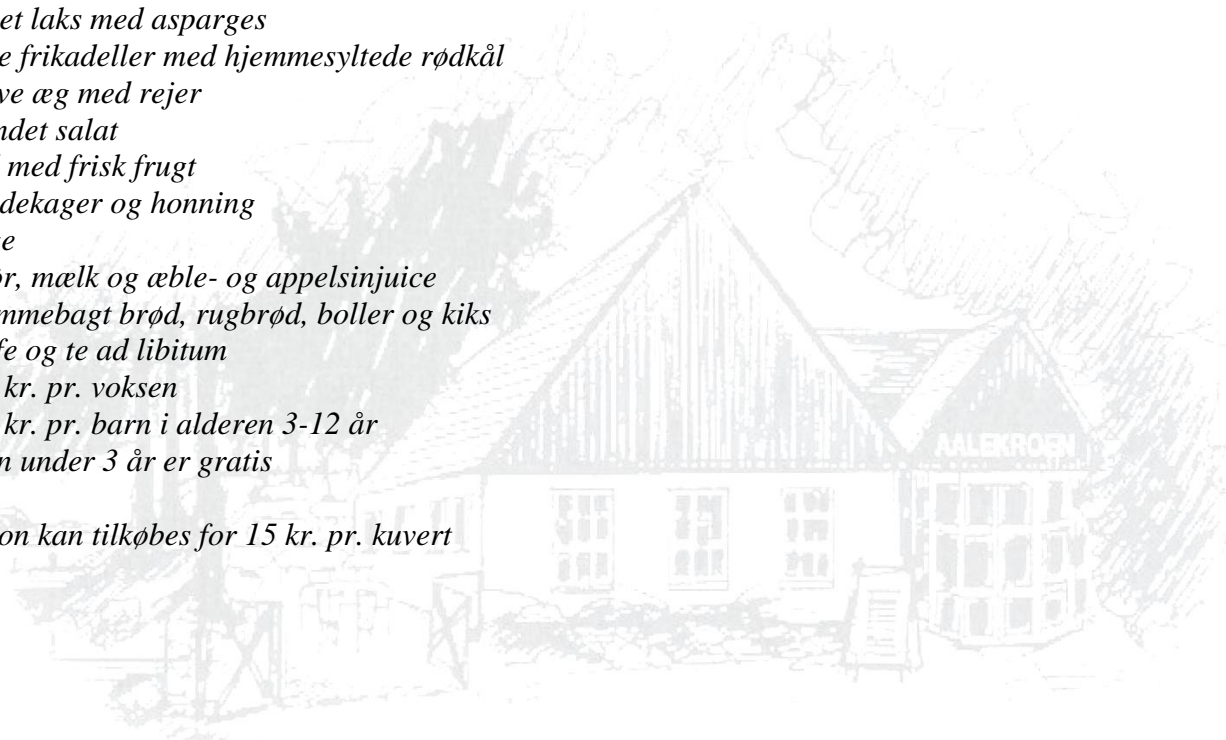 et laks med asparges
e frikadeller med hjemmesyltede rødkål
ve æg med rejer
ndet salat
med frisk frugt
dekager og honning
e
r, mælk og æble- og appelsinjuice
mmebagt brød, rugbrød, boller og kiks
fe og te ad libitum
kr. pr. voksen
kr. pr. barn i alderen 3-12 år
n under 3 år er gratis
on kan tilkøbes for 15 kr. pr. kuvert
AALEKROEN